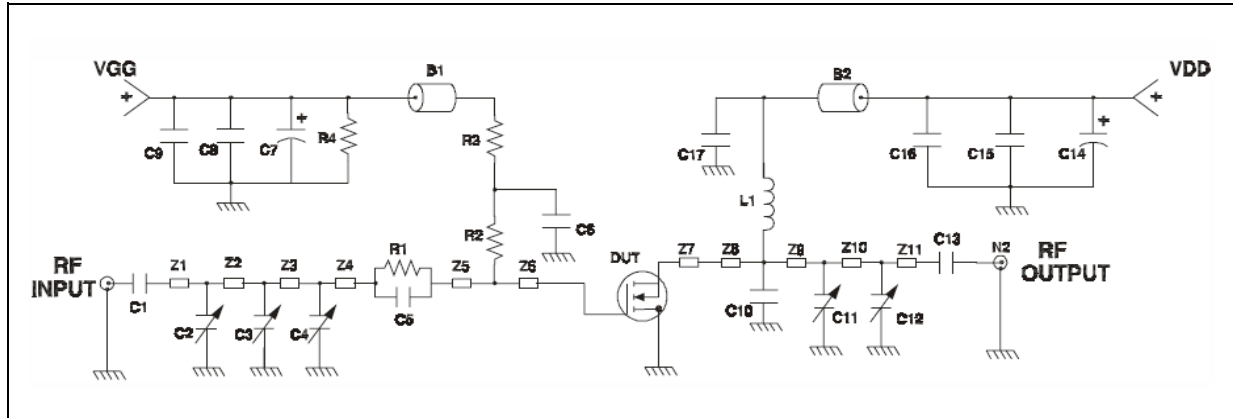 VGG
B1
B2
VDD
+
+
+
+
C9
C8
C7
R4
R3
C17
C16
C15
C14
L1
C6
R2
R1
RF
INPUT
C1
Z1
Z2
Z3
Z4
C5
Z5
Z6
DUT
Z7
Z8
Z9
Z10
Z11
C13
N2
RF
OUTPUT
C2
C3
C4
C10
C11
C12